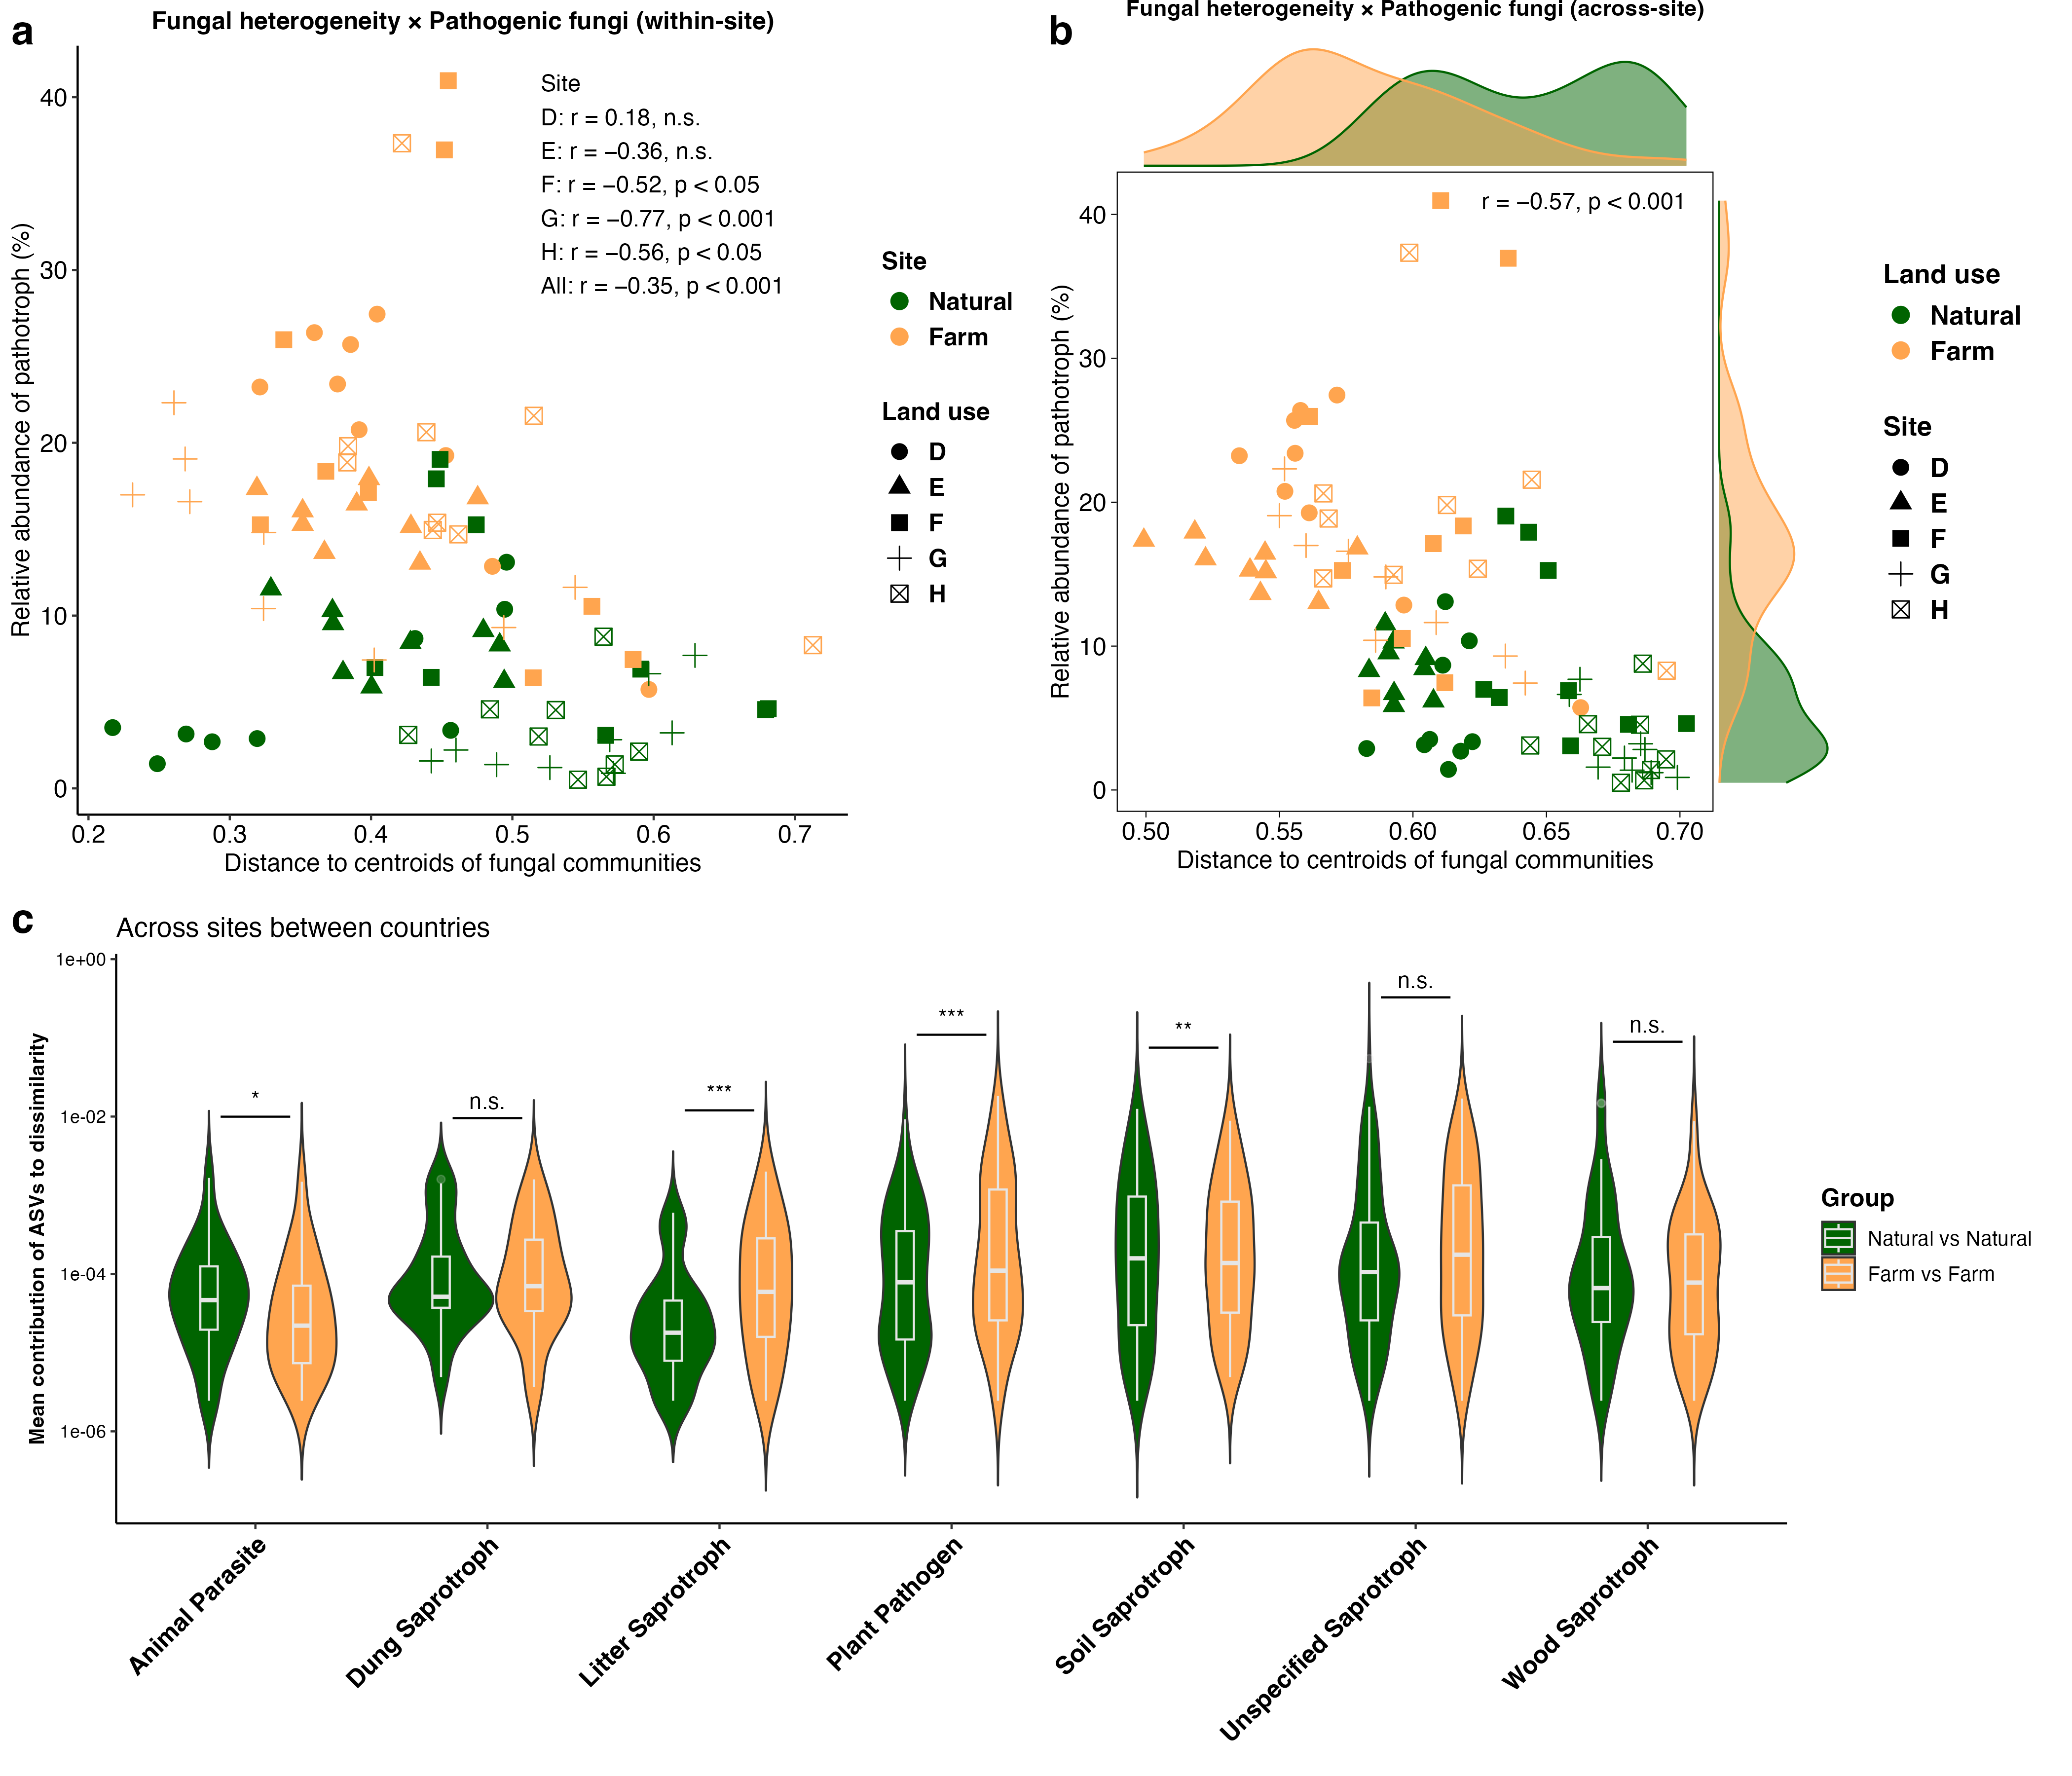 a
Fungal heterogeneity × Pathogenic fungi (within-site)
Relative abundance of pathotroph (%)
40
30
20
10
0
Site
D: r = 0.18, n.s.
E: r = −0.36, n.s.
F: r = −0.52, p < 0.05
G: r = −0.77, p < 0.001
H: r = −0.56, p < 0.05
All: r = −0.35, p < 0.001
0.2 0.3 0.4 0.5 0.6 0.7
Distance to centroids of fungal communities
Site
Natural
Farm
Land use
D
E
F
G
H
b
Fungal heterogeneity × Pathogenic fungi (across-site)
Relative abundance of pathotroph (%)
40
30
20
10
0
r = −0.57, p < 0.001
0.50 0.55 0.60 0.65 0.70
Distance to centroids of fungal communities
Land use
Natural
Farm
Site
D
E
F
G
H
c
Across sites between countries
Mean contribution of ASVs to dissimilarity
1e+00
1e-02
1e-04
1e-06
*
n.s.
***
***
**
n.s.
n.s.
Animal Parasite
Dung Saprotroph
Litter Saprotroph
Plant Pathogen
Soil Saprotroph
Unspecified Saprotroph
Wood Saprotroph
Group
Natural vs Natural
Farm vs Farm